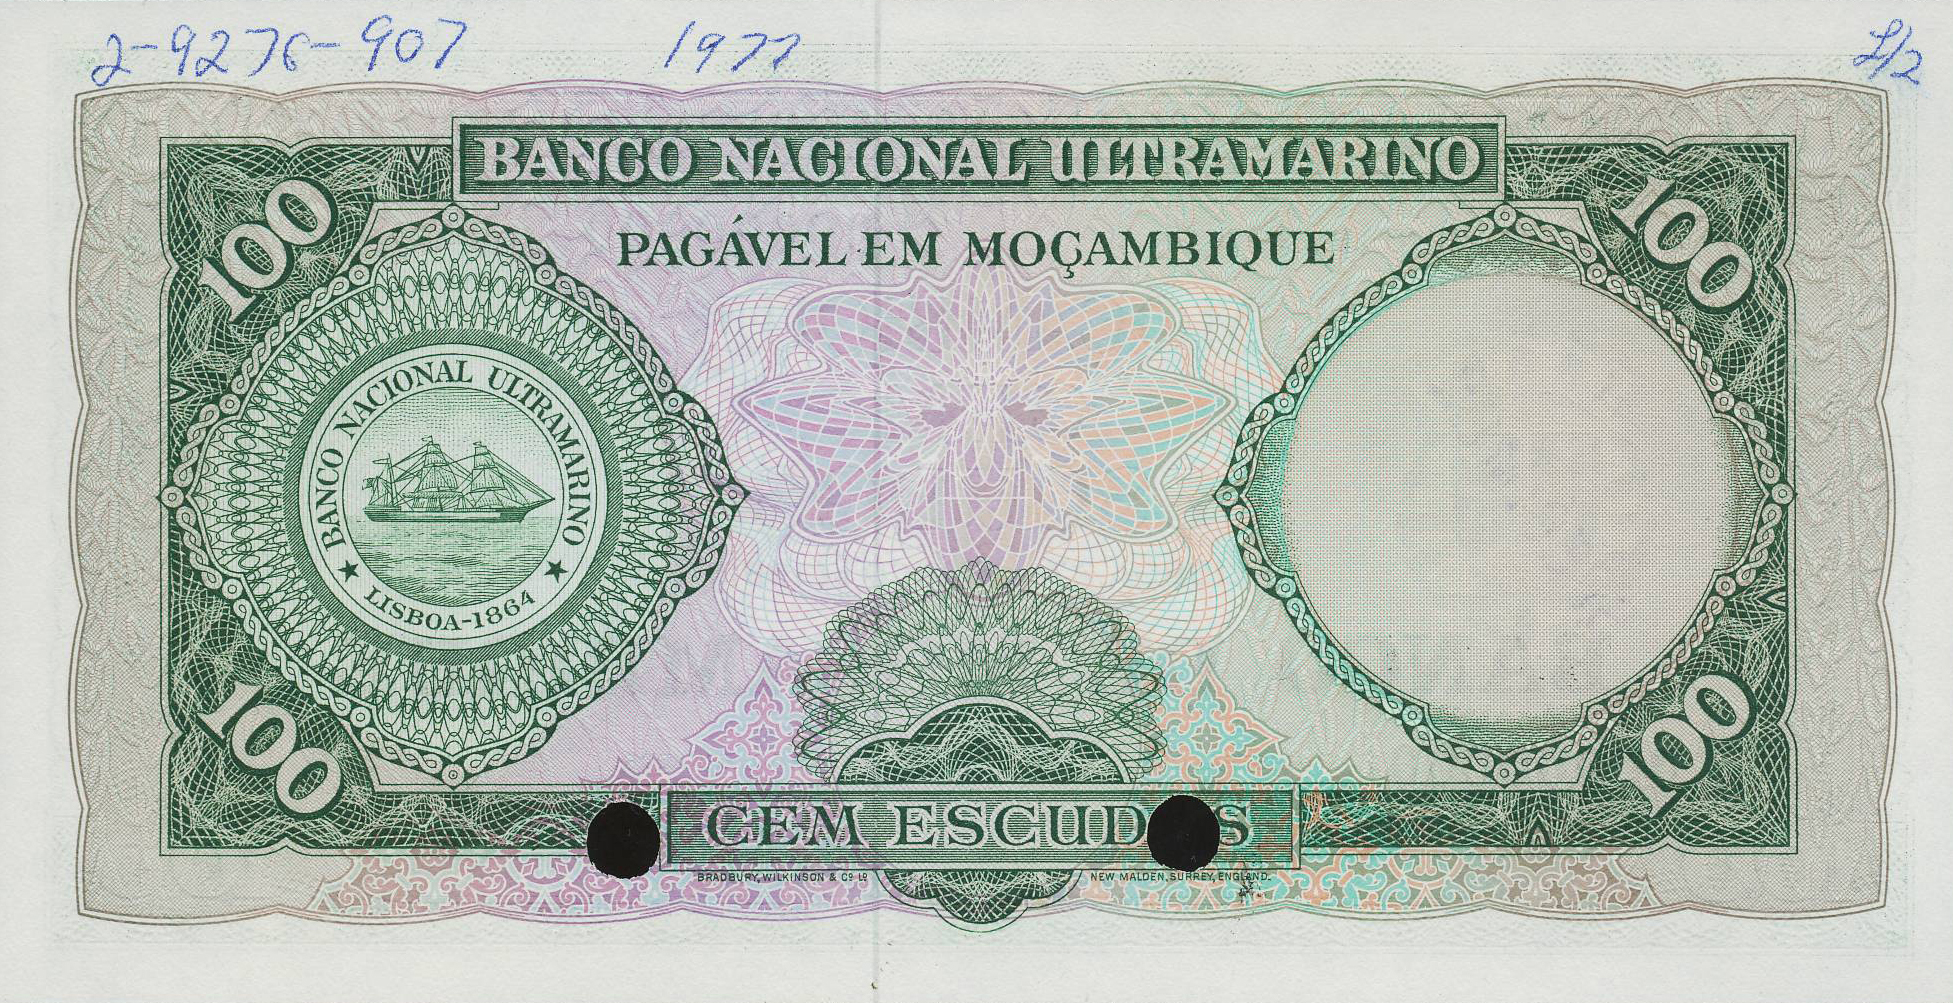 2-9276-907 1977 L/2
BANCO NACIONAL ULTRAMARINO
PAGÁVEL EM MOÇAMBIQUE
100
100
BANCO NACIONAL ULTRAMARINO
LISBOA-1864
100
100
CEM ESCUD S
BRADBURY, WILKINSON & Cº Lº NEW MALDEN, SURREY, ENGLAND.